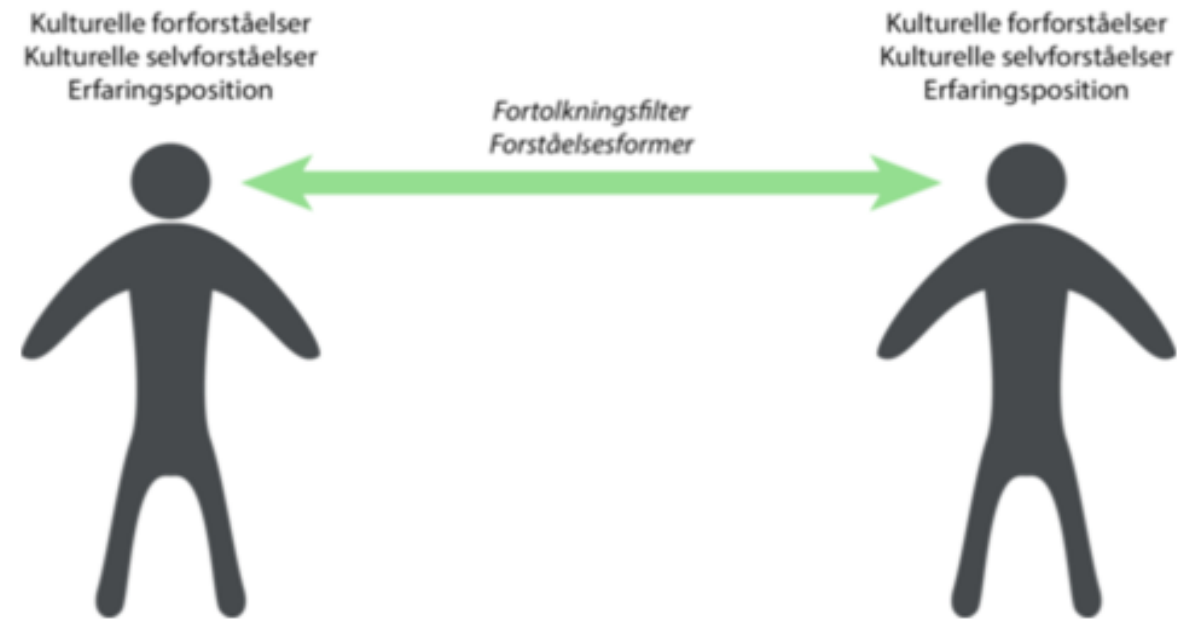 Kulturelle forforståelser
Kulturelle selvforståelser
Erfaringsposition
Fortolkningsfilter
Forståelsesformer
Kulturelle forforståelser
Kulturelle selvforståelser
Erfaringsposition